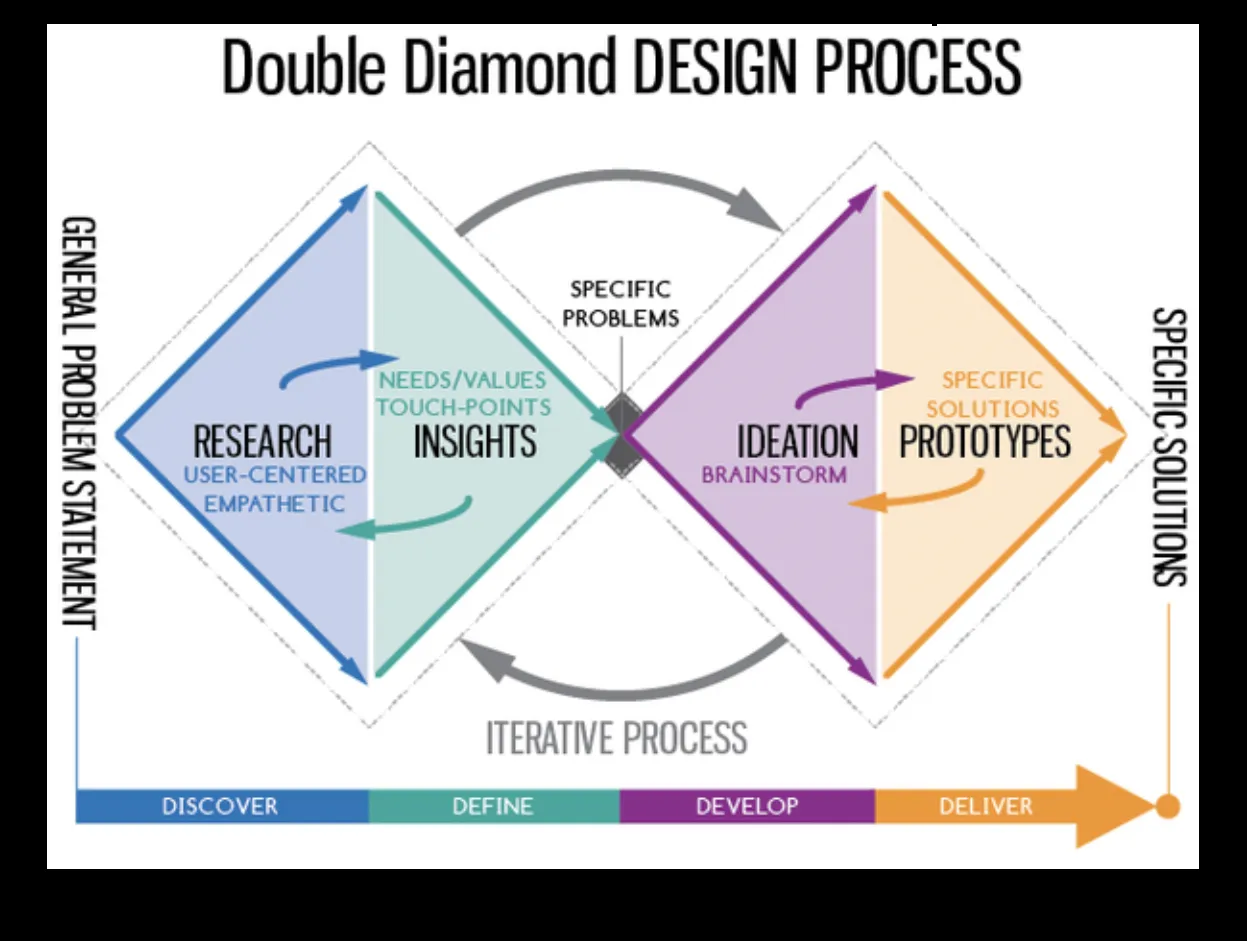 Double Diamond DESIGN PROCESS
GENERAL PROBLEM STATEMENT
SPECIFIC
PROBLEMS
RESEARCH
USER-CENTERED
EMPATHETIC
NEEDS/VALUES
TOUCH-POINTS
INSIGHTS
IDEATION
BRAINSTORM
SPECIFIC
SOLUTIONS
PROTOTYPES
SPECIFIC SOLUTIONS
ITERATIVE PROCESS
DISCOVER
DEFINE
DEVELOP
DELIVER